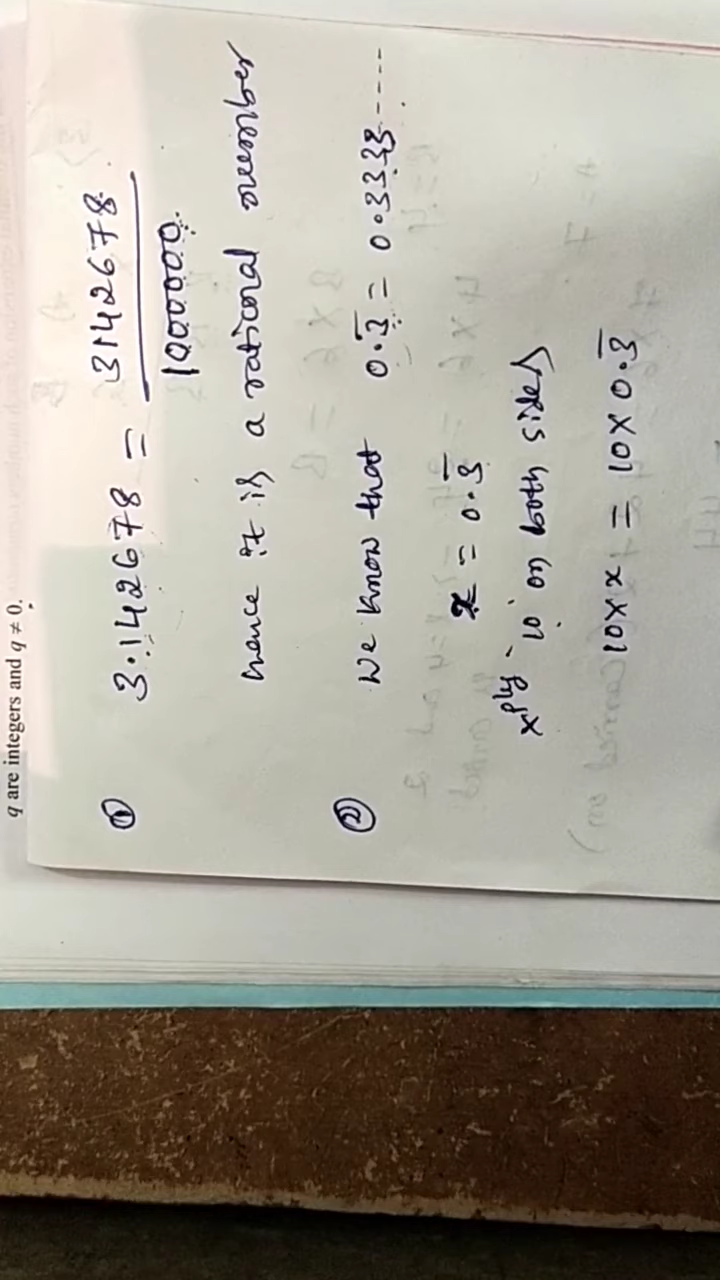 q are integers and q ≠ 0.
① 3.142678 = 3142678
1000000
hence it is a rational number
② We know that 0.3̅ = 0.3333.....
x = 0.3̅
xply 10 on both sides
10 x x = 10 x 0.3̅